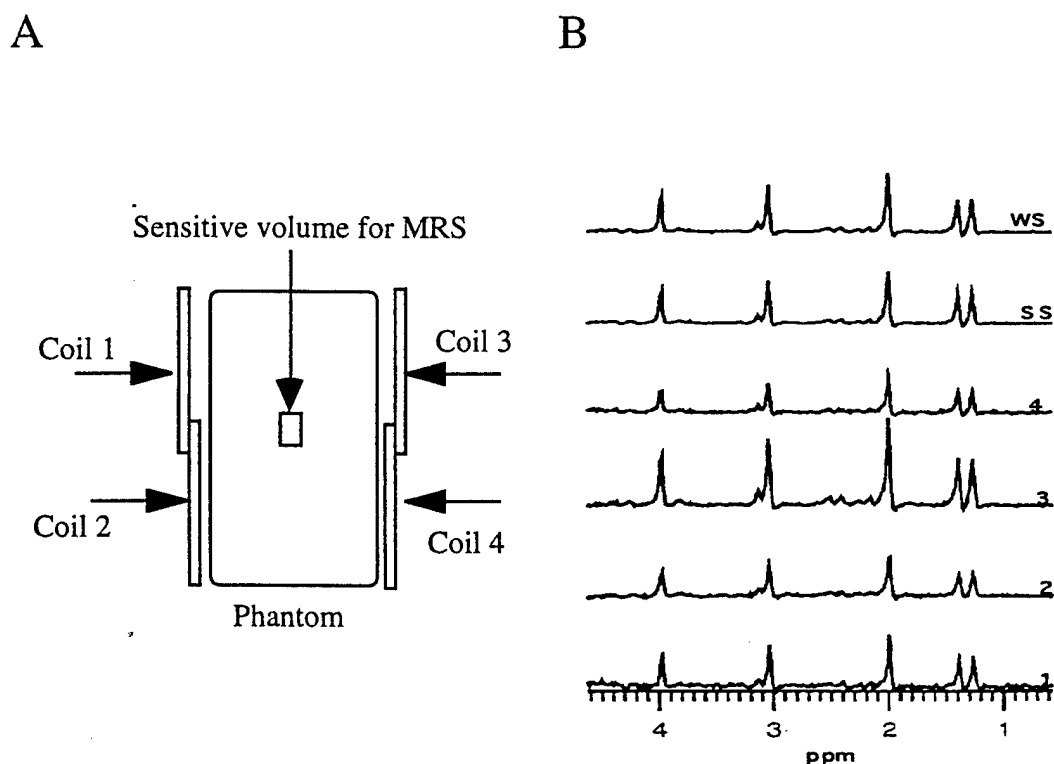 A
B
Sensitive volume for MRS
Coil 1
Coil 3
Coil 2
Coil 4
Phantom
WS
SS
4
3
2
1
4 3 2 1
ppm